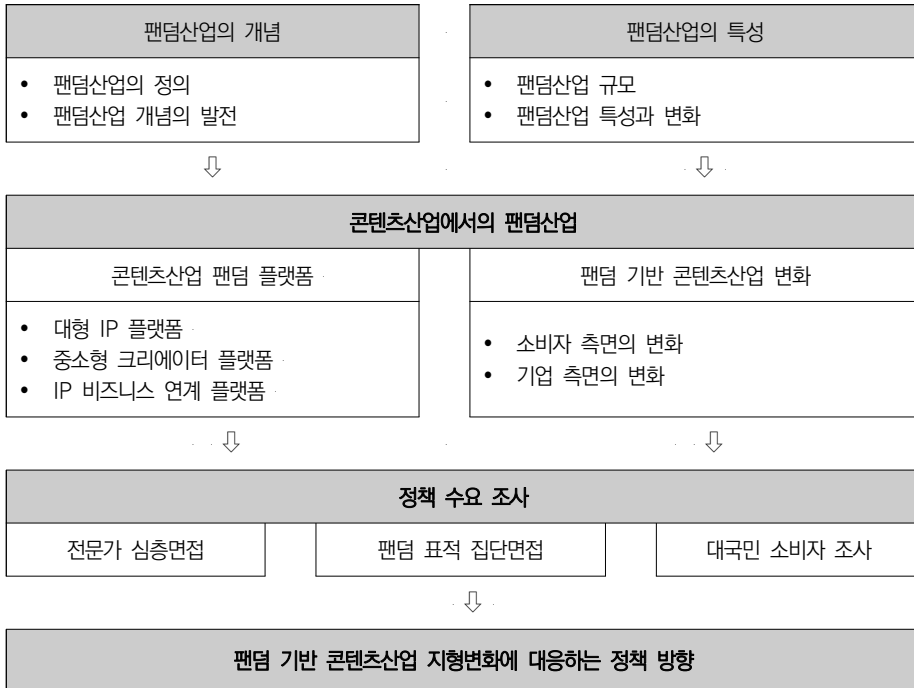 팬덤산업의 개념
• 팬덤산업의 정의
• 팬덤산업 개념의 발전
팬덤산업의 특성
• 팬덤산업 규모
• 팬덤산업 특성과 변화
⇩
⇩
콘텐츠산업에서의 팬덤산업
콘텐츠산업 팬덤 플랫폼
• 대형 IP 플랫폼
• 중소형 크리에이터 플랫폼
• IP 비즈니스 연계 플랫폼
팬덤 기반 콘텐츠산업 변화
• 소비자 측면의 변화
• 기업 측면의 변화
⇩
⇩
정책 수요 조사
전문가 심층면접
팬덤 표적 집단면접
대국민 소비자 조사
⇩
팬덤 기반 콘텐츠산업 지형변화에 대응하는 정책 방향